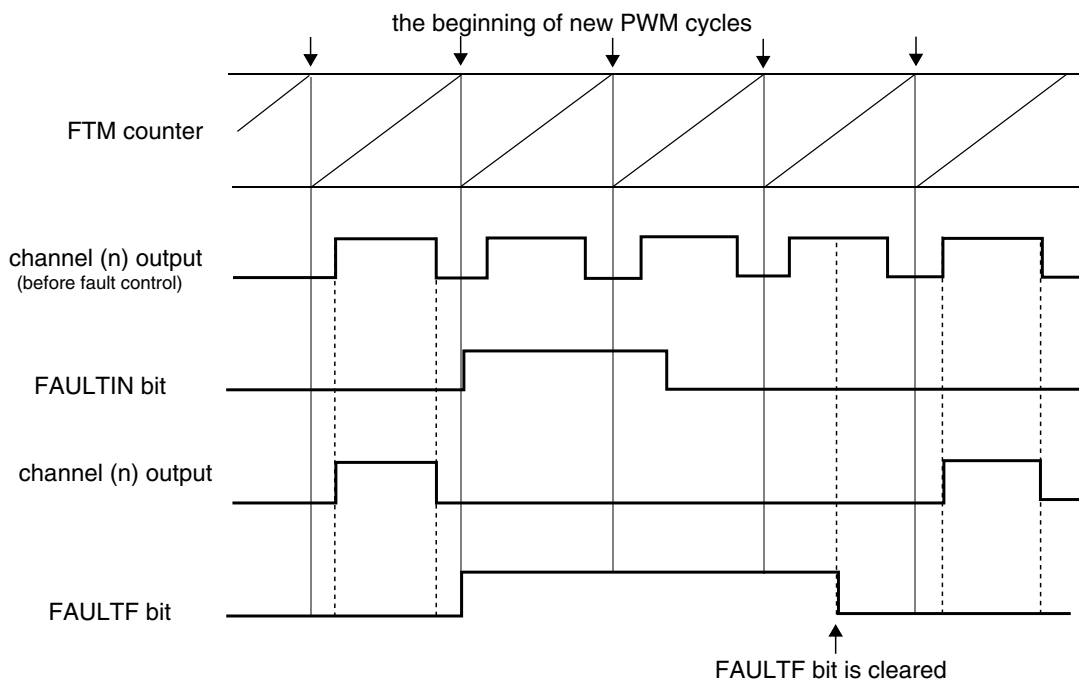 the beginning of new PWM cycles
FTM counter
channel (n) output
(before fault control)
FAULTIN bit
channel (n) output
FAULTF bit
FAULTF bit is cleared